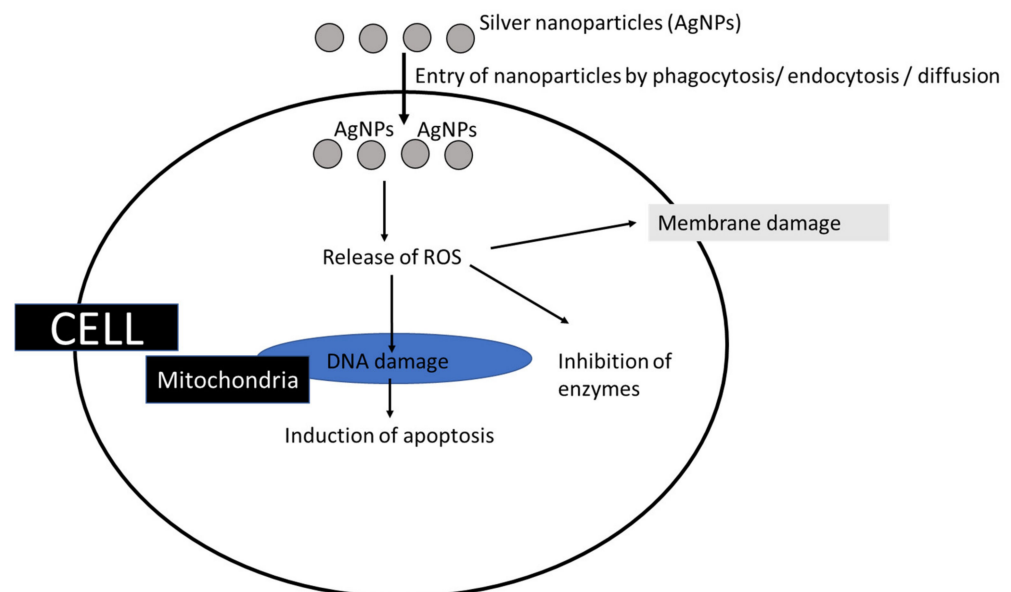 Silver nanoparticles (AgNPs)
Entry of nanoparticles by phagocytosis/ endocytosis / diffusion
AgNPs AgNPs
Membrane damage
Release of ROS
CELL
DNA damage
Mitochondria
Inhibition of
enzymes
Induction of apoptosis